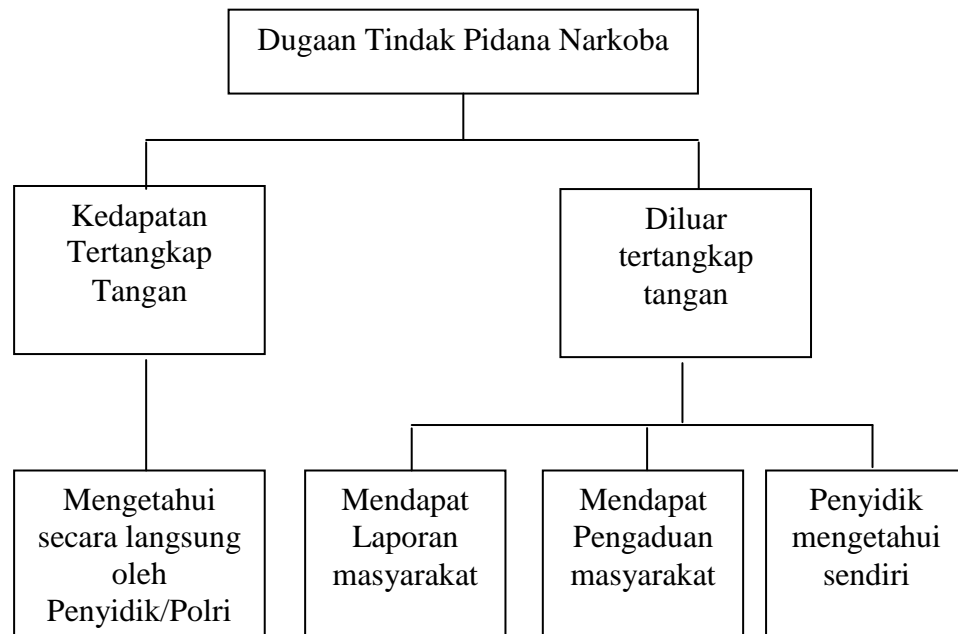 Dugaan Tindak Pidana Narkoba
Kedapatan
Tertangkap
Tangan
Diluar
tertangkap
tangan
Mengetahui
secara langsung
oleh
Penyidik/Polri
Mendapat
Laporan
masyarakat
Mendapat
Pengaduan
masyarakat
Penyidik
mengetahui
sendiri